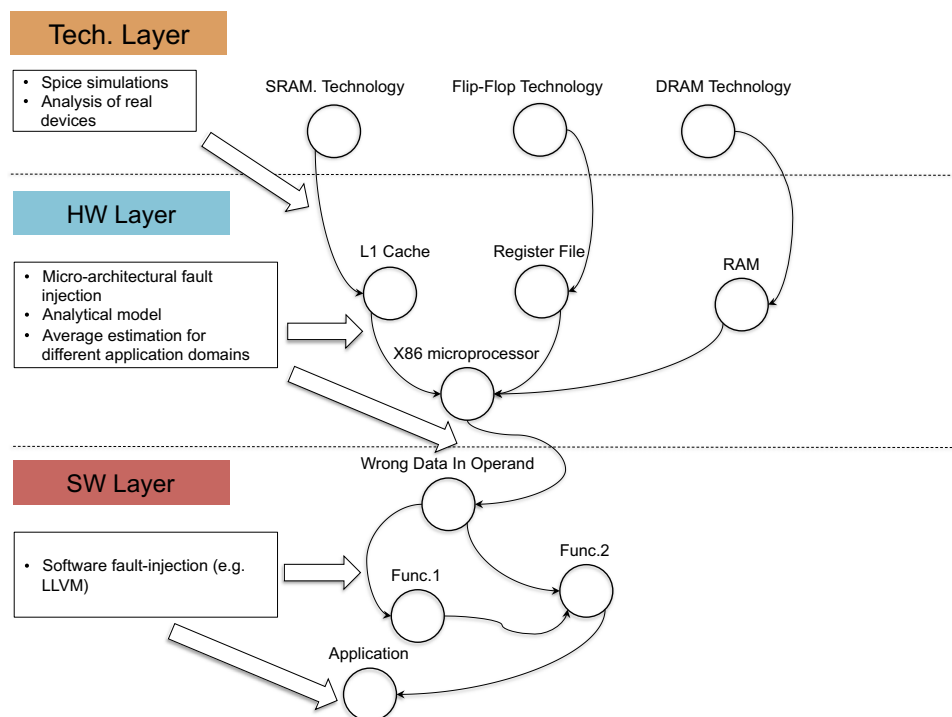 Tech. Layer
• Spice simulations
• Analysis of real
devices
SRAM. Technology
Flip-Flop Technology
DRAM Technology
HW Layer
• Micro-architectural fault
injection
• Analytical model
• Average estimation for
different application domains
L1 Cache
Register File
RAM
X86 microprocessor
SW Layer
• Software fault-injection (e.g.
LLVM)
Wrong Data In Operand
Func.2
Func.1
Application